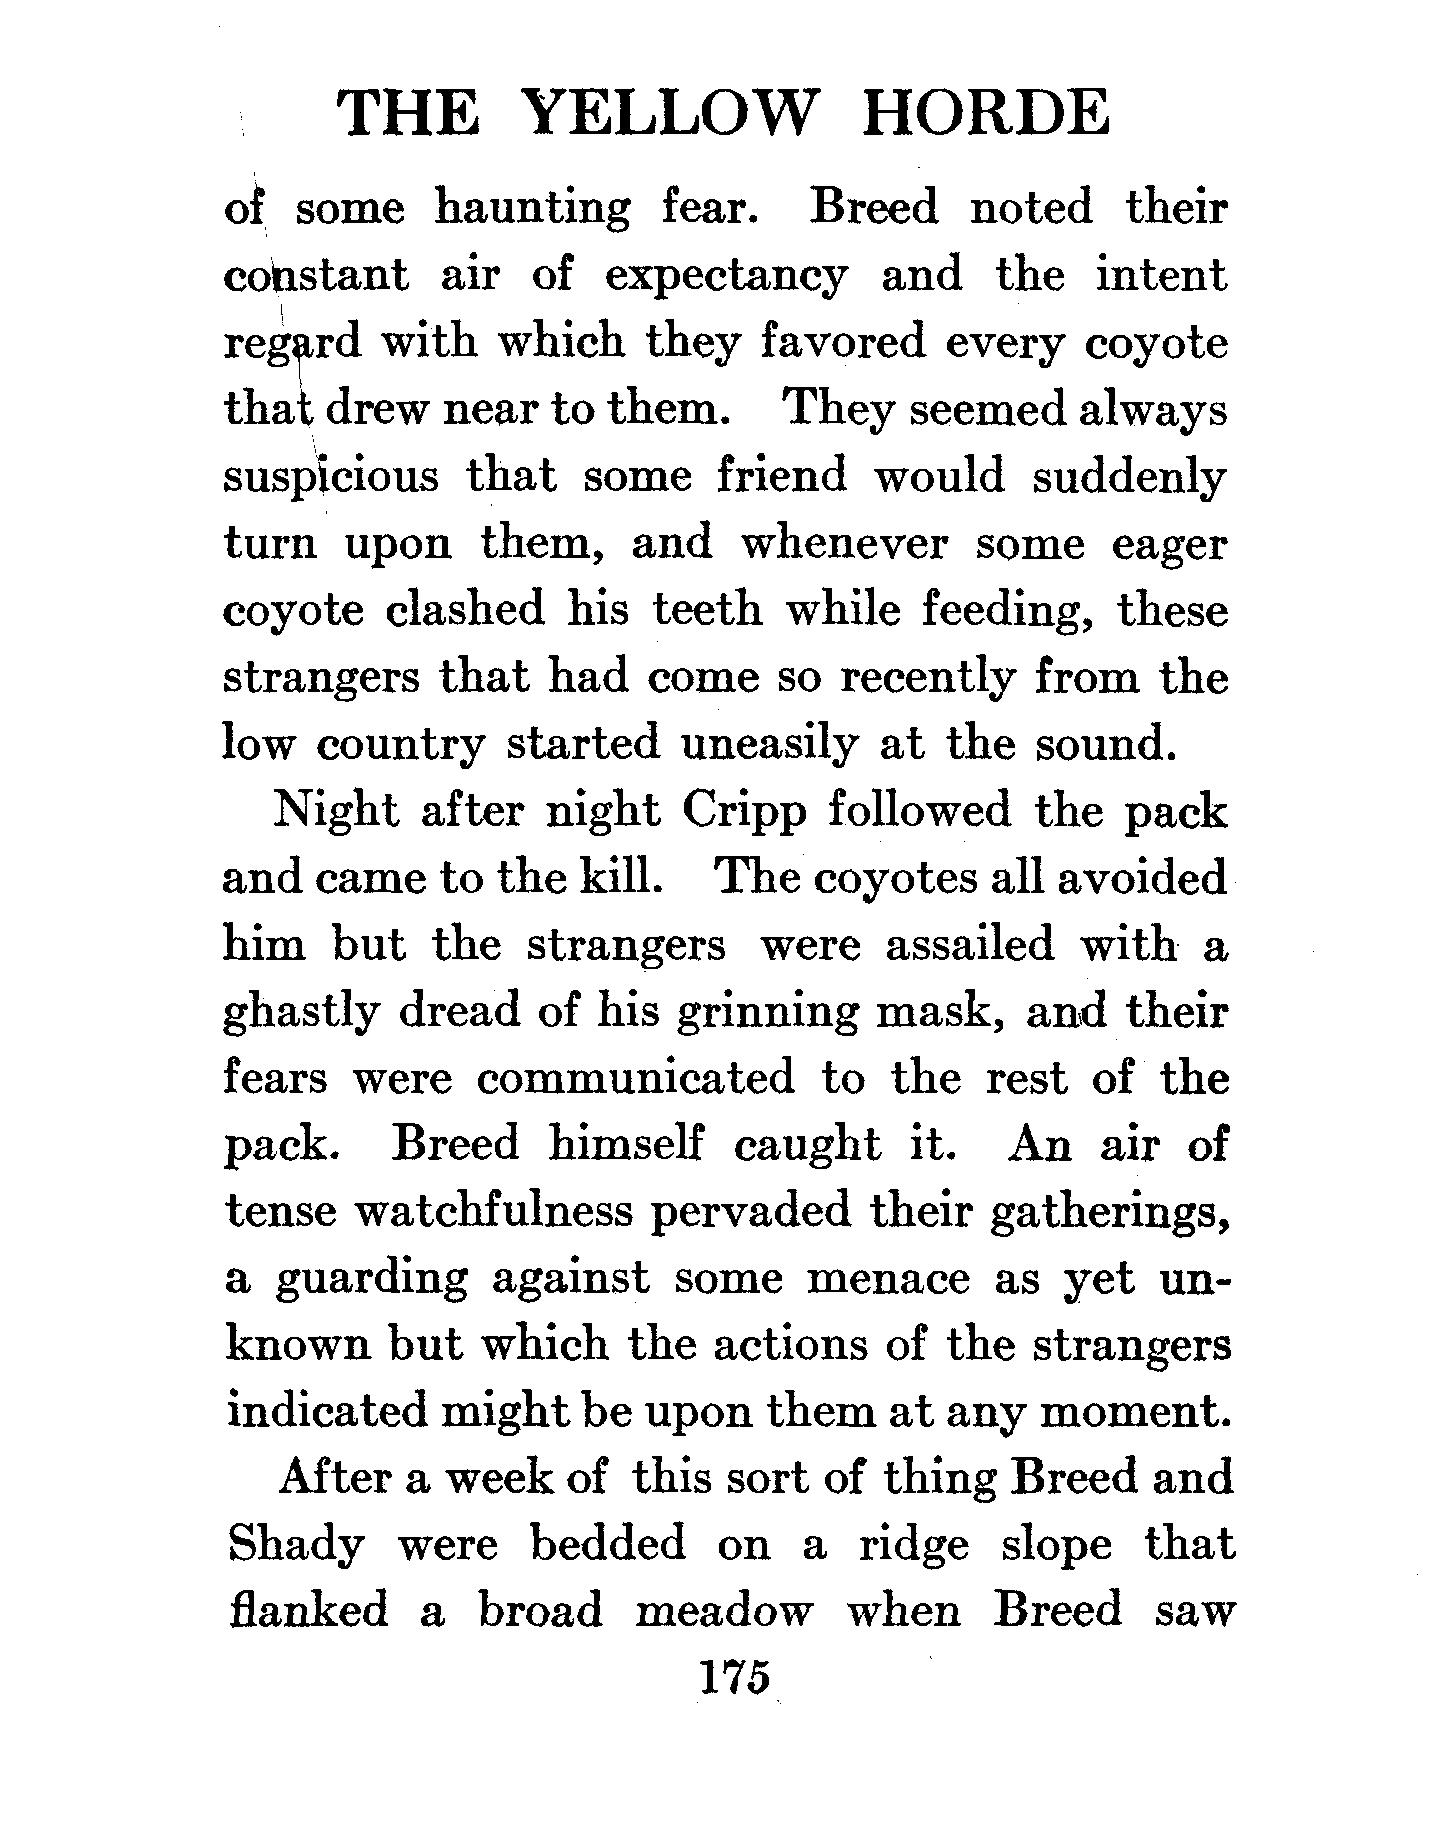 THE YELLOW HORDE
of some haunting fear. Breed noted their
constant air of expectancy and the intent
regard with which they favored every coyote
that drew near to them. They seemed always
suspicious that some friend would suddenly
turn upon them, and whenever some eager
coyote clashed his teeth while feeding, these
strangers that had come so recently from the
low country started uneasily at the sound.
Night after night Cripp followed the pack
and came to the kill. The coyotes all avoided
him but the strangers were assailed with a
ghastly dread of his grinning mask, and their
fears were communicated to the rest of the
pack. Breed himself caught it. An air of
tense watchfulness pervaded their gatherings,
a guarding against some menace as yet un-
known but which the actions of the strangers
indicated might be upon them at any moment.
After a week of this sort of thing Breed and
Shady were bedded on a ridge slope that
flanked a broad meadow when Breed saw
175